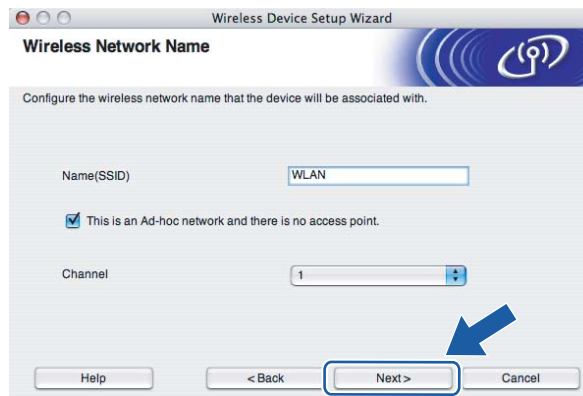 Wireless Device Setup Wizard
Wireless Network Name
Configure the wireless network name that the device will be associated with.
Name(SSID) WLAN
This is an Ad-hoc network and there is no access point.
Channel 1
Help <Back Next> Cancel